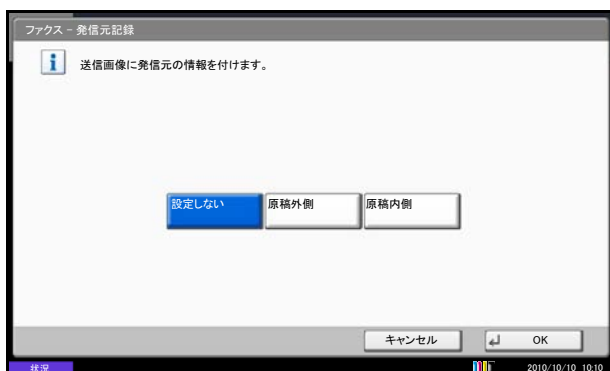 ファクス - 発信元記録
送信画像に発信元の情報を付けます。
設定しない
原稿外側
原稿内側
キャンセル
OK
状況
2010/10/10 10:10